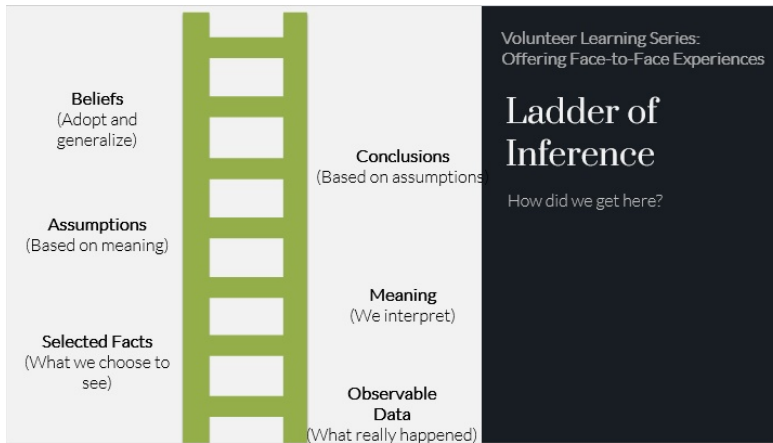 Volunteer Learning Series:
Offering Face-to-Face Experiences
Ladder of
Inference
How did we get here?
Beliefs
(Adopt and
generalize)
Conclusions
(Based on assumptions)
Assumptions
(Based on meaning)
Meaning
(We interpret)
Selected Facts
(What we choose to
see)
Observable
Data
(What really happened)